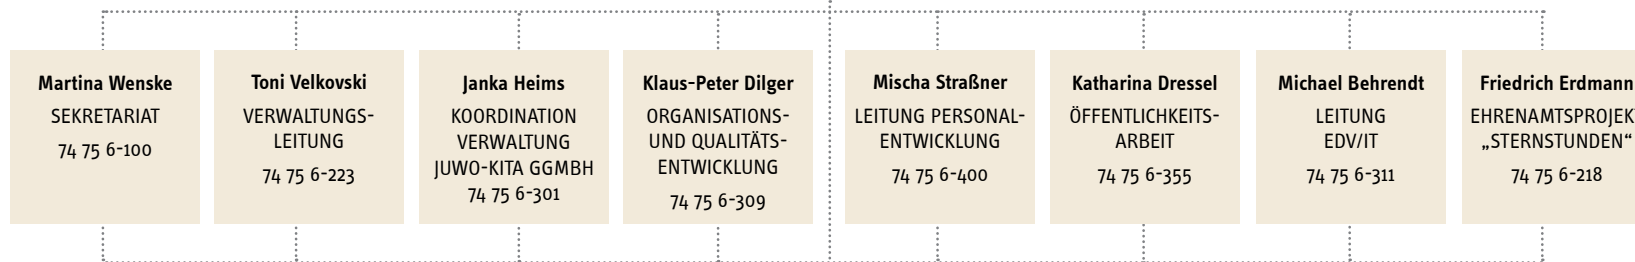 Martina Wenske
SEKRETARIAT
74 75 6-100
Toni Velkovski
VERWALTUNGS-
LEITUNG
74 75 6-223
Janka Heims
KOORDINATION
VERWALTUNG
JUWO-KITA GGMBH
74 75 6-301
Klaus-Peter Dilger
ORGANISATIONS-
UND QUALITÄTS-
ENTWICKLUNG
74 75 6-309
Mischa Straßner
LEITUNG PERSONAL-
ENTWICKLUNG
74 75 6-400
Katharina Dressel
ÖFFENTLICHKEITS-
ARBEIT
74 75 6-355
Michael Behrendt
LEITUNG
EDV/IT
74 75 6-311
Friedrich Erdmann
EHRENAMTSPROJEKT
„STERNSTUNDEN“
74 75 6-218